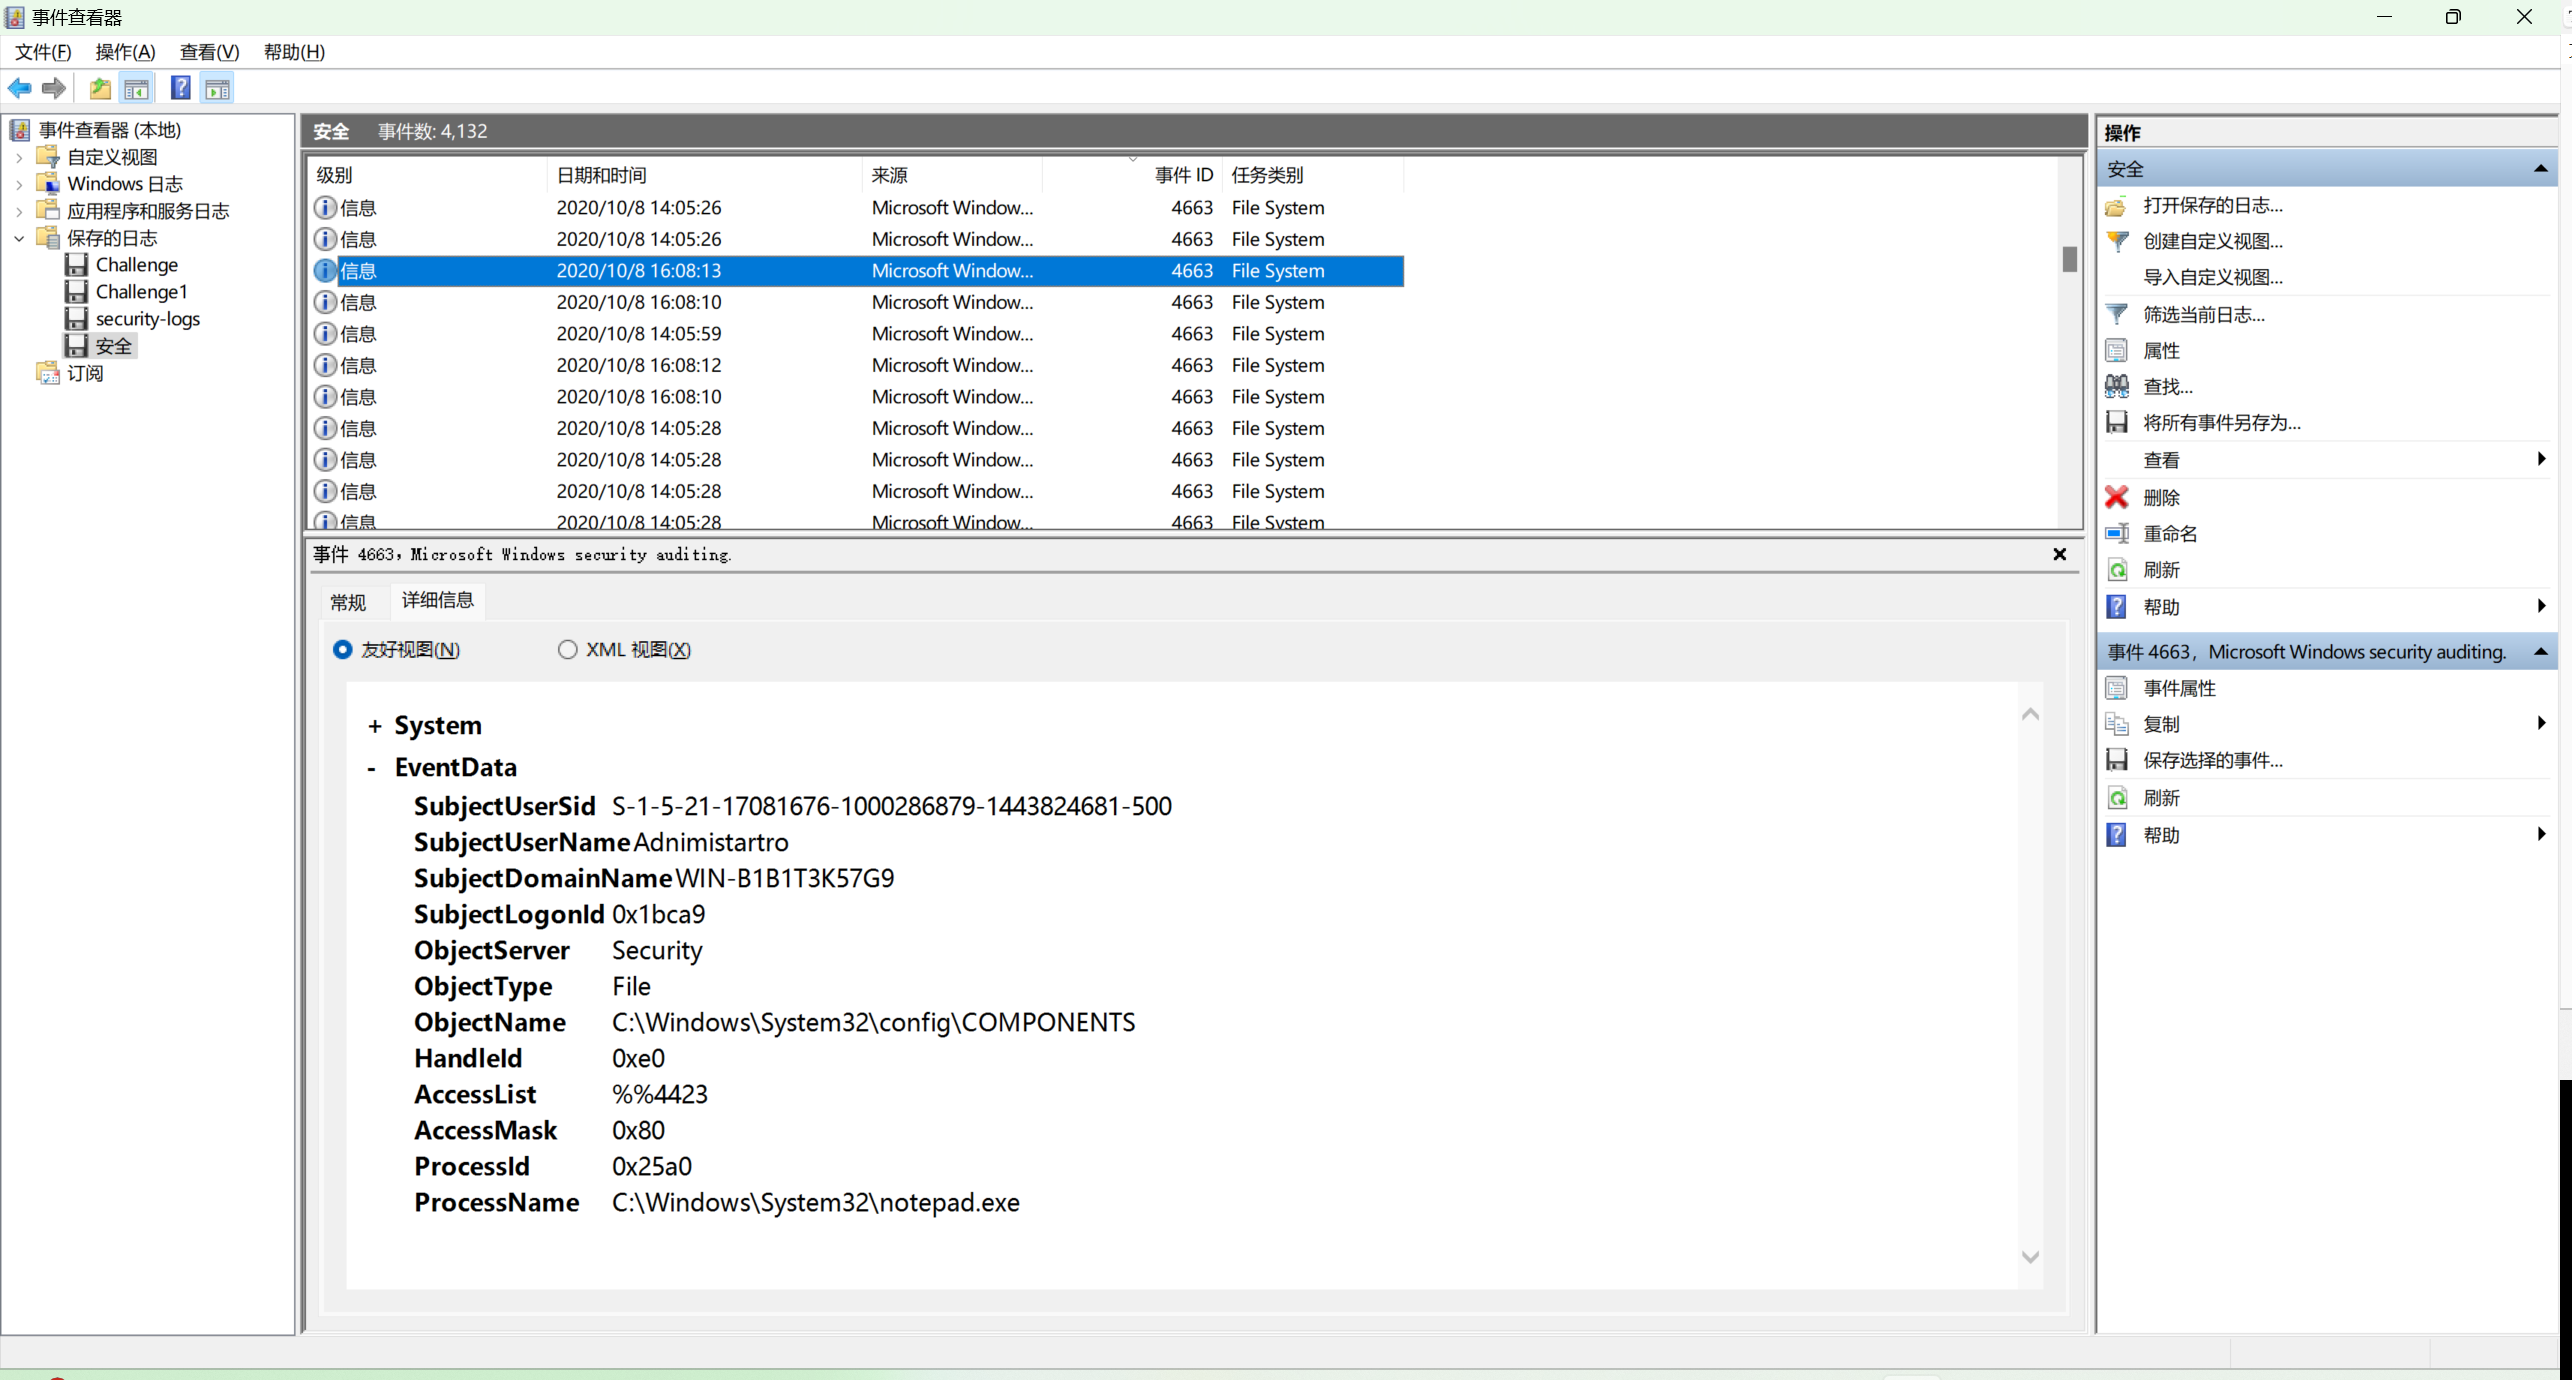 事件查看器
文件(F) 操作(A) 查看(V) 帮助(H)
事件查看器 (本地)
自定义视图
Windows 日志
应用程序和服务日志
保存的日志
Challenge
Challenge1
security-logs
安全
订阅
安全 事件数: 4,132
级别 日期和时间 来源 事件 ID 任务类别
信息 2020/10/8 14:05:26 Microsoft Window... 4663 File System
信息 2020/10/8 14:05:26 Microsoft Window... 4663 File System
信息 2020/10/8 16:08:13 Microsoft Window... 4663 File System
信息 2020/10/8 16:08:10 Microsoft Window... 4663 File System
信息 2020/10/8 14:05:59 Microsoft Window... 4663 File System
信息 2020/10/8 16:08:12 Microsoft Window... 4663 File System
信息 2020/10/8 16:08:10 Microsoft Window... 4663 File System
信息 2020/10/8 14:05:28 Microsoft Window... 4663 File System
信息 2020/10/8 14:05:28 Microsoft Window... 4663 File System
信息 2020/10/8 14:05:28 Microsoft Window... 4663 File System
信息 2020/10/8 14:05:28 Microsoft Window... 4663 File System
事件 4663，Microsoft Windows security auditing.
常规 详细信息
友好视图(N) XML 视图(X)
+ System
- EventData
SubjectUserSid S-1-5-21-17081676-1000286879-1443824681-500
SubjectUserName Adnimistartro
SubjectDomainName WIN-B1B1T3K57G9
SubjectLogonId 0x1bca9
ObjectServer Security
ObjectType File
ObjectName C:\Windows\System32\config\COMPONENTS
HandleId 0xe0
AccessList %%4423
AccessMask 0x80
ProcessId 0x25a0
ProcessName C:\Windows\System32\notepad.exe
操作
安全
打开保存的日志...
创建自定义视图...
导入自定义视图...
筛选当前日志...
属性
查找...
将所有事件另存为...
查看
删除
重命名
刷新
帮助
事件 4663，Microsoft Windows security auditing.
事件属性
复制
保存选择的事件...
刷新
帮助